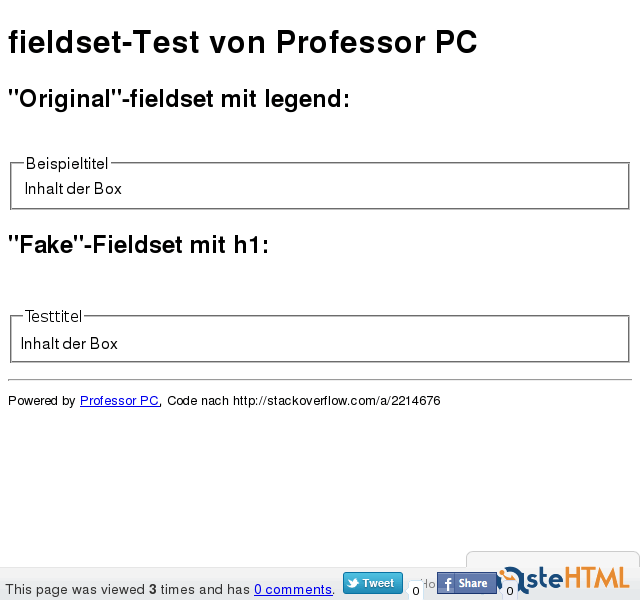 fieldset-Test von Professor PC
"Original"-fieldset mit legend:
Beispieltitel
Inhalt der Box
"Fake"-Fieldset mit h1:
Testtitel
Inhalt der Box
Powered by Professor PC, Code nach http://stackoverflow.com/a/2214676
This page was viewed 3 times and has 0 comments. Tweet 0 Share 0 steHTML